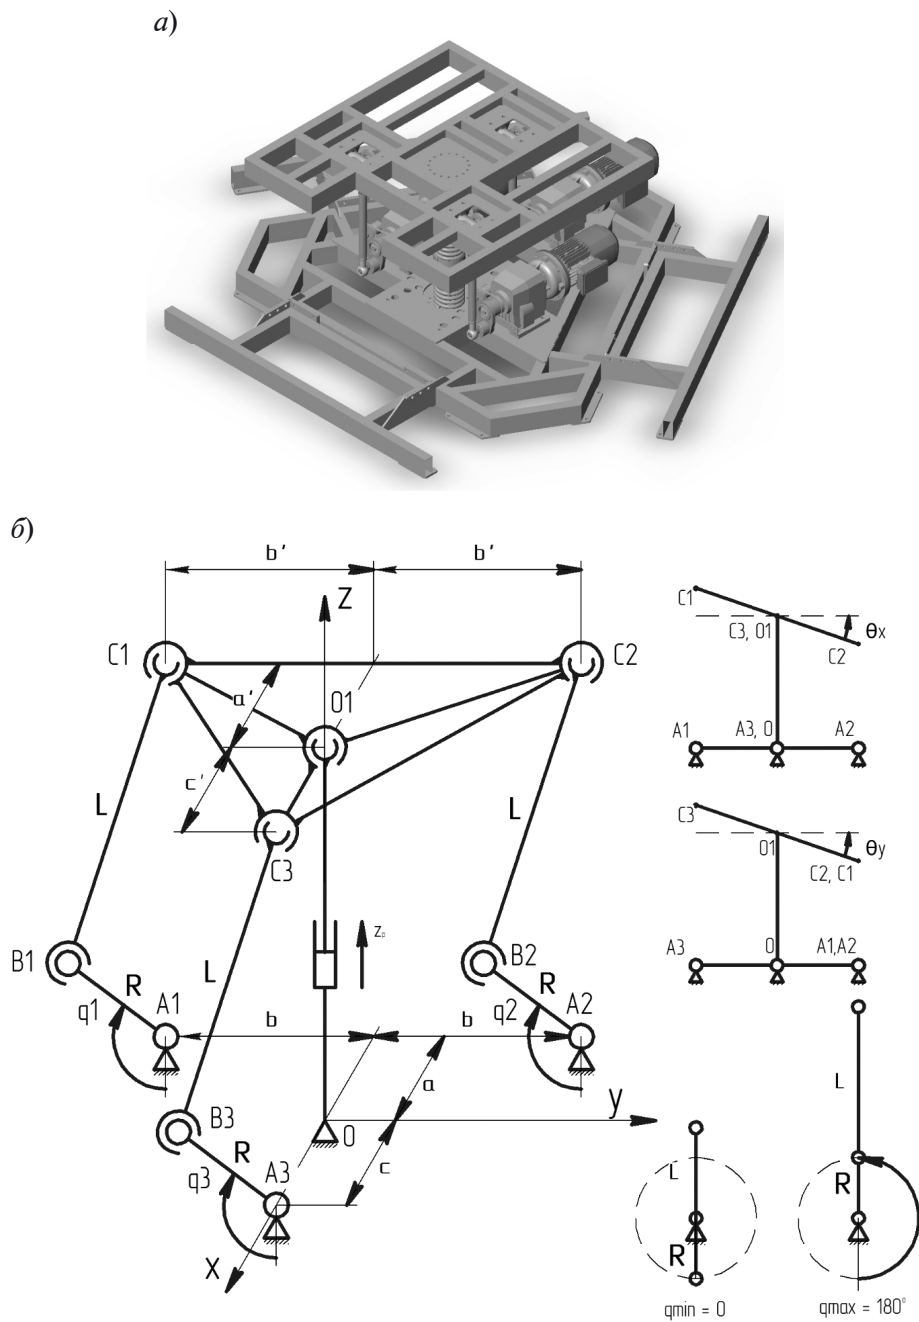 а)
б)
b' b'
Z
C1 C2
a' O1
c'
L L
C3
Zp
B1 B2
L
R R
q1 A1 q2 A2
b b
a
B3
y
O
R
A3 c
q3
X
C1
θx
C3, O1
C2
A1 A3, O A2
C3
θy
O1
C2, C1
A3 O A1,A2
L
L
R
R
qmin = 0 qmax = 180°